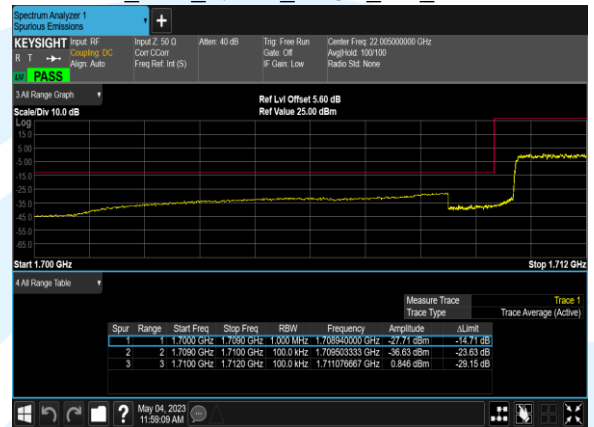 Spectrum Analyzer 1
Spurious Emissions
+
KEYSIGHT Input: RF Input Z: 50 Ω Atten: 40 dB Trig: Free Run Center Freq: 22.005000000 GHz
R T Coupling: DC Corr CCorr Gate: Off Avg|Hold: 100/100
Align: Auto Freq Ref: Int (S) IF Gain: Low Radio Std: None
LV PASS
3 All Range Graph
Ref Lvl Offset 5.60 dB
Scale/Div 10.0 dB Ref Value 25.00 dBm
Log
15.0
5.00
-5.00
-15.0
-25.0
-35.0
-45.0
-55.0
-65.0
Start 1.700 GHz Stop 1.712 GHz
4 All Range Table
Measure Trace Trace 1
Trace Type Trace Average (Active)
Spur Range Start Freq Stop Freq RBW Frequency Amplitude ΔLimit
1 1 1.7000 GHz 1.7090 GHz 1.000 MHz 1.708940000 GHz -27.71 dBm -14.71 dB
2 2 1.7090 GHz 1.7100 GHz 100.0 kHz 1.709503333 GHz -36.63 dBm -23.63 dB
3 3 1.7100 GHz 1.7120 GHz 100.0 kHz 1.711076667 GHz 0.846 dBm -29.15 dB
? May 04, 2023
11:59:09 AM